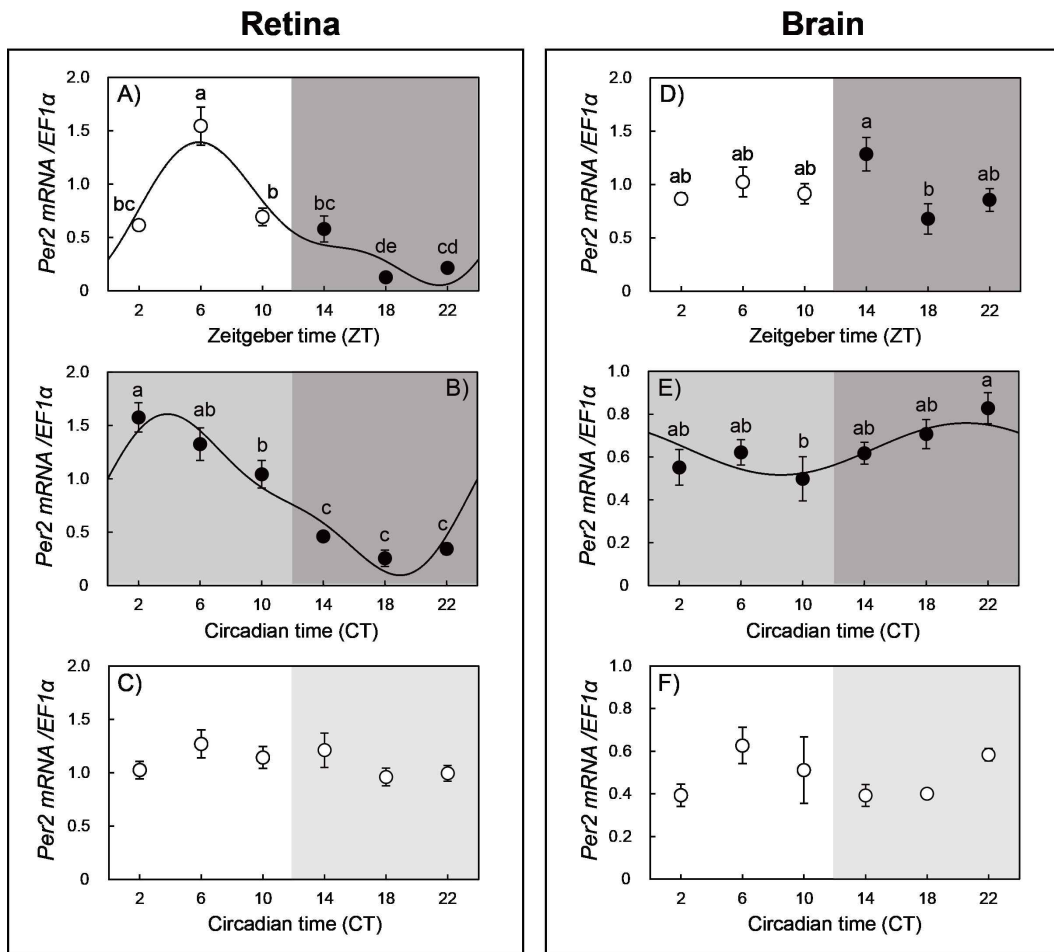 Retina
A)
Per2 mRNA /EF1α
2.0
1.5
1.0
0.5
0
a
bc
b
bc
de
cd
2 6 10 14 18 22
Zeitgeber time (ZT)
B)
Per2 mRNA /EF1α
2.0
1.5
1.0
0.5
0
a
ab
b
c
c
c
2 6 10 14 18 22
Circadian time (CT)
C)
Per2 mRNA /EF1α
2.0
1.5
1.0
0.5
0
2 6 10 14 18 22
Circadian time (CT)
Brain
D)
Per2 mRNA /EF1α
2.0
1.5
1.0
0.5
0
ab
ab
ab
a
b
ab
2 6 10 14 18 22
Zeitgeber time (ZT)
E)
Per2 mRNA /EF1α
1.0
0.8
0.6
0.4
0.2
0
ab
ab
b
ab
ab
a
2 6 10 14 18 22
Circadian time (CT)
F)
Per2 mRNA /EF1α
1.0
0.8
0.6
0.4
0.2
0
2 6 10 14 18 22
Circadian time (CT)